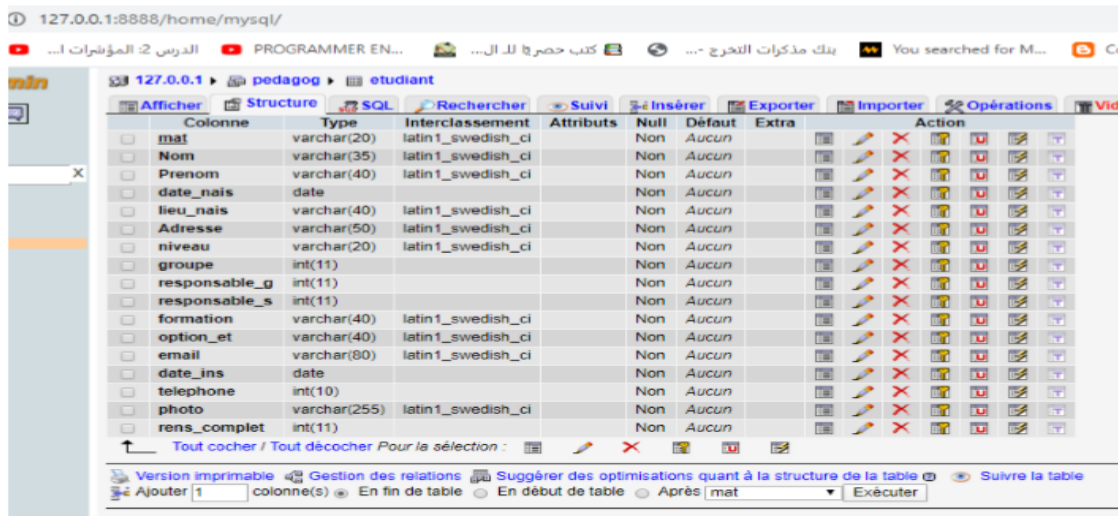 127.0.0.1:8888/home/mysql/
الدرس 2: المؤشرات ا... PROGRAMMER EN... كتب حصريا لل ال... بنك مذكرات التخرج -... You searched for M... C
min 127.0.0.1 ▸ pedagog ▸ etudiant
Afficher Structure SQL Rechercher Suivi Insérer Exporter Importer Opérations Vid
Colonne Type Interclassement Attributs Null Défaut Extra Action
mat varchar(20) latin1_swedish_ci Non Aucun
Nom varchar(35) latin1_swedish_ci Non Aucun
Prenom varchar(40) latin1_swedish_ci Non Aucun
date_nais date Non Aucun
lieu_nais varchar(40) latin1_swedish_ci Non Aucun
Adresse varchar(50) latin1_swedish_ci Non Aucun
niveau varchar(20) latin1_swedish_ci Non Aucun
groupe int(11) Non Aucun
responsable_g int(11) Non Aucun
responsable_s int(11) Non Aucun
formation varchar(40) latin1_swedish_ci Non Aucun
option_et varchar(40) latin1_swedish_ci Non Aucun
email varchar(80) latin1_swedish_ci Non Aucun
date_ins date Non Aucun
telephone int(10) Non Aucun
photo varchar(255) latin1_swedish_ci Non Aucun
rens_complet int(11) Non Aucun
Tout cocher / Tout décocher Pour la sélection :
Version imprimable Gestion des relations Suggérer des optimisations quant à la structure de la table Suivre la table
Ajouter 1 colonne(s) En fin de table En début de table Après mat Exécuter